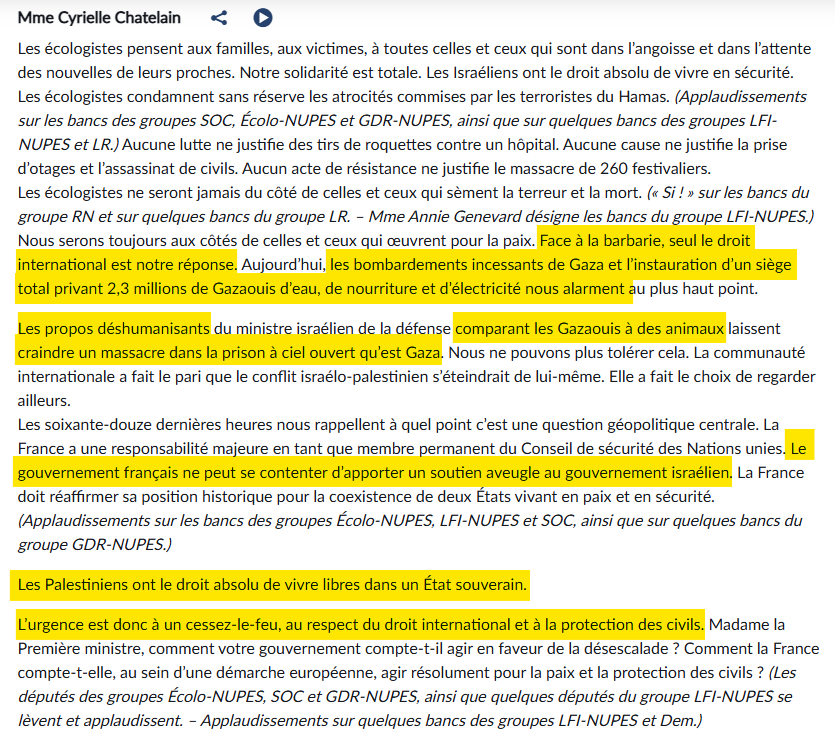 Mme Cyrielle Chatelain
Les écologistes pensent aux familles, aux victimes, à toutes celles et ceux qui sont dans l’angoisse et dans l’attente
des nouvelles de leurs proches. Notre solidarité est totale. Les Israéliens ont le droit absolu de vivre en sécurité.
Les écologistes condamnent sans réserve les atrocités commises par les terroristes du Hamas. (Applaudissements
sur les bancs des groupes SOC, Écolo-NUPES et GDR-NUPES, ainsi que sur quelques bancs des groupes LFI-
NUPES et LR.) Aucune lutte ne justifie des tirs de roquettes contre un hôpital. Aucune cause ne justifie la prise
d’otages et l’assassinat de civils. Aucun acte de résistance ne justifie le massacre de 260 festivaliers.
Les écologistes ne seront jamais du côté de celles et ceux qui sèment la terreur et la mort. (« Si ! » sur les bancs du
groupe RN et sur quelques bancs du groupe LR. – Mme Annie Genevard désigne les bancs du groupe LFI-NUPES.)
Nous serons toujours aux côtés de celles et ceux qui œuvrent pour la paix. Face à la barbarie, seul le droit
international est notre réponse. Aujourd’hui, les bombardements incessants de Gaza et l’instauration d’un siège
total privant 2,3 millions de Gazaouis d’eau, de nourriture et d’électricité nous alarment au plus haut point.
Les propos déshumanisants du ministre israélien de la défense comparant les Gazaouis à des animaux laissent
craindre un massacre dans la prison à ciel ouvert qu’est Gaza. Nous ne pouvons plus tolérer cela. La communauté
internationale a fait le pari que le conflit israélo-palestinien s’éteindrait de lui-même. Elle a fait le choix de regarder
ailleurs.
Les soixante-douze dernières heures nous rappellent à quel point c’est une question géopolitique centrale. La
France a une responsabilité majeure en tant que membre permanent du Conseil de sécurité des Nations unies. Le
gouvernement français ne peut se contenter d’apporter un soutien aveugle au gouvernement israélien. La France
doit réaffirmer sa position historique pour la coexistence de deux États vivant en paix et en sécurité.
(Applaudissements sur les bancs des groupes Écolo-NUPES, LFI-NUPES et SOC, ainsi que sur quelques bancs du
groupe GDR-NUPES.)
Les Palestiniens ont le droit absolu de vivre libres dans un État souverain.
L’urgence est donc à un cessez-le-feu, au respect du droit international et à la protection des civils. Madame la
Première ministre, comment votre gouvernement compte-t-il agir en faveur de la désescalade ? Comment la France
compte-t-elle, au sein d’une démarche européenne, agir résolument pour la paix et la protection des civils ? (Les
députés des groupes Écolo-NUPES, SOC et GDR-NUPES, ainsi que quelques députés du groupe LFI-NUPES se
lèvent et applaudissent. – Applaudissements sur quelques bancs des groupes LFI-NUPES et Dem.)